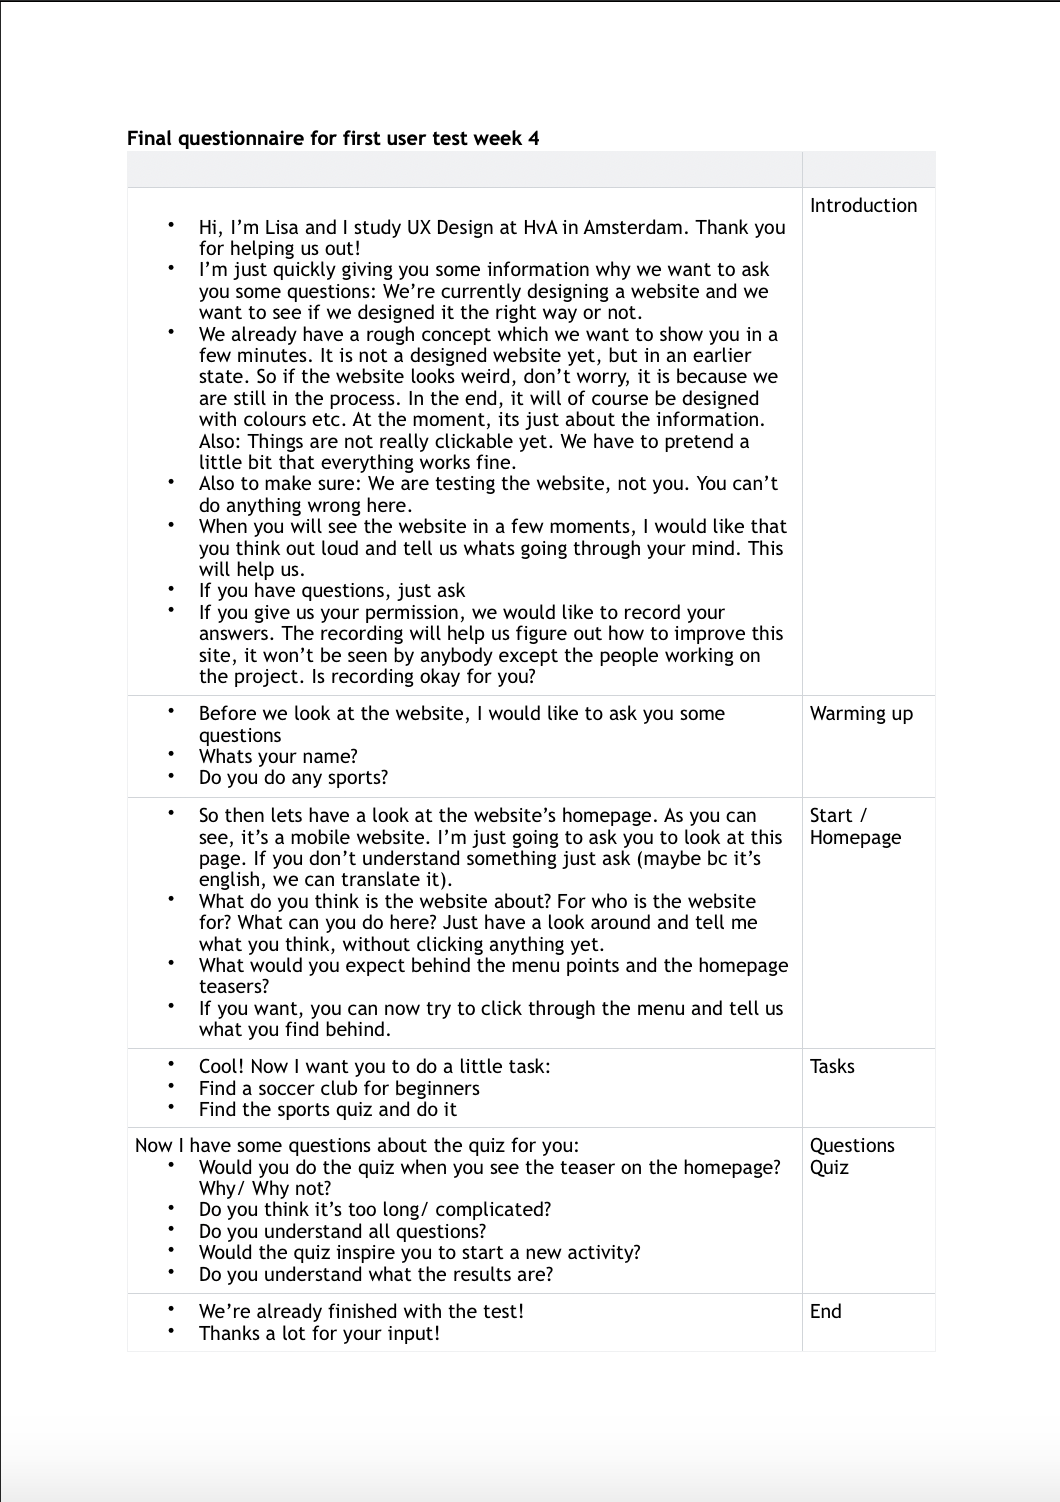 Final questionnaire for first user test week 4
Introduction
• Hi, I’m Lisa and I study UX Design at HvA in Amsterdam. Thank you
for helping us out!
• I’m just quickly giving you some information why we want to ask
you some questions: We’re currently designing a website and we
want to see if we designed it the right way or not.
• We already have a rough concept which we want to show you in a
few minutes. It is not a designed website yet, but in an earlier
state. So if the website looks weird, don’t worry, it is because we
are still in the process. In the end, it will of course be designed
with colours etc. At the moment, its just about the information.
Also: Things are not really clickable yet. We have to pretend a
little bit that everything works fine.
• Also to make sure: We are testing the website, not you. You can’t
do anything wrong here.
• When you will see the website in a few moments, I would like that
you think out loud and tell us whats going through your mind. This
will help us.
• If you have questions, just ask
• If you give us your permission, we would like to record your
answers. The recording will help us figure out how to improve this
site, it won’t be seen by anybody except the people working on
the project. Is recording okay for you?
Warming up
• Before we look at the website, I would like to ask you some
questions
• Whats your name?
• Do you do any sports?
Start /
Homepage
• So then lets have a look at the website’s homepage. As you can
see, it’s a mobile website. I’m just going to ask you to look at this
page. If you don’t understand something just ask (maybe bc it’s
english, we can translate it).
• What do you think is the website about? For who is the website
for? What can you do here? Just have a look around and tell me
what you think, without clicking anything yet.
• What would you expect behind the menu points and the homepage
teasers?
• If you want, you can now try to click through the menu and tell us
what you find behind.
Tasks
• Cool! Now I want you to do a little task:
• Find a soccer club for beginners
• Find the sports quiz and do it
Questions
Quiz
Now I have some questions about the quiz for you:
• Would you do the quiz when you see the teaser on the homepage?
Why/ Why not?
• Do you think it’s too long/ complicated?
• Do you understand all questions?
• Would the quiz inspire you to start a new activity?
• Do you understand what the results are?
End
• We’re already finished with the test!
• Thanks a lot for your input!